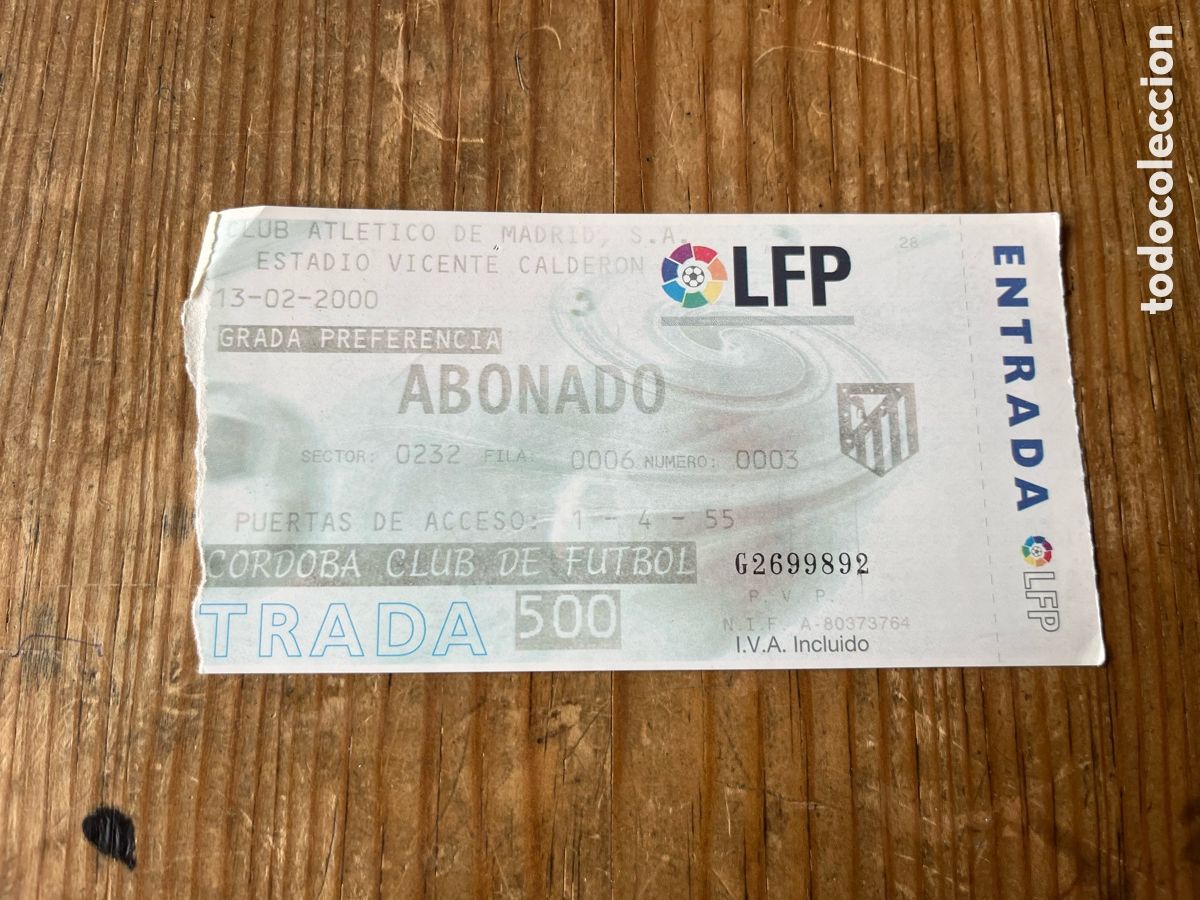 CLUB ATLETICO DE MADRID, S.A.
ESTADIO VICENTE CALDERON
13-02-2000
28
LFP
GRADA PREFERENCIA
ABONADO
SECTOR: 0232 FILA: 0006 NUMERO: 0003
PUERTAS DE ACCESO: 1 - 4 - 55
CORDOBA CLUB DE FUTBOL
G2699892
P.V.P.
TRADA 500
N.I.F. A-80373764
I.V.A. Incluido
ENTRADA LFP
todocoleccion